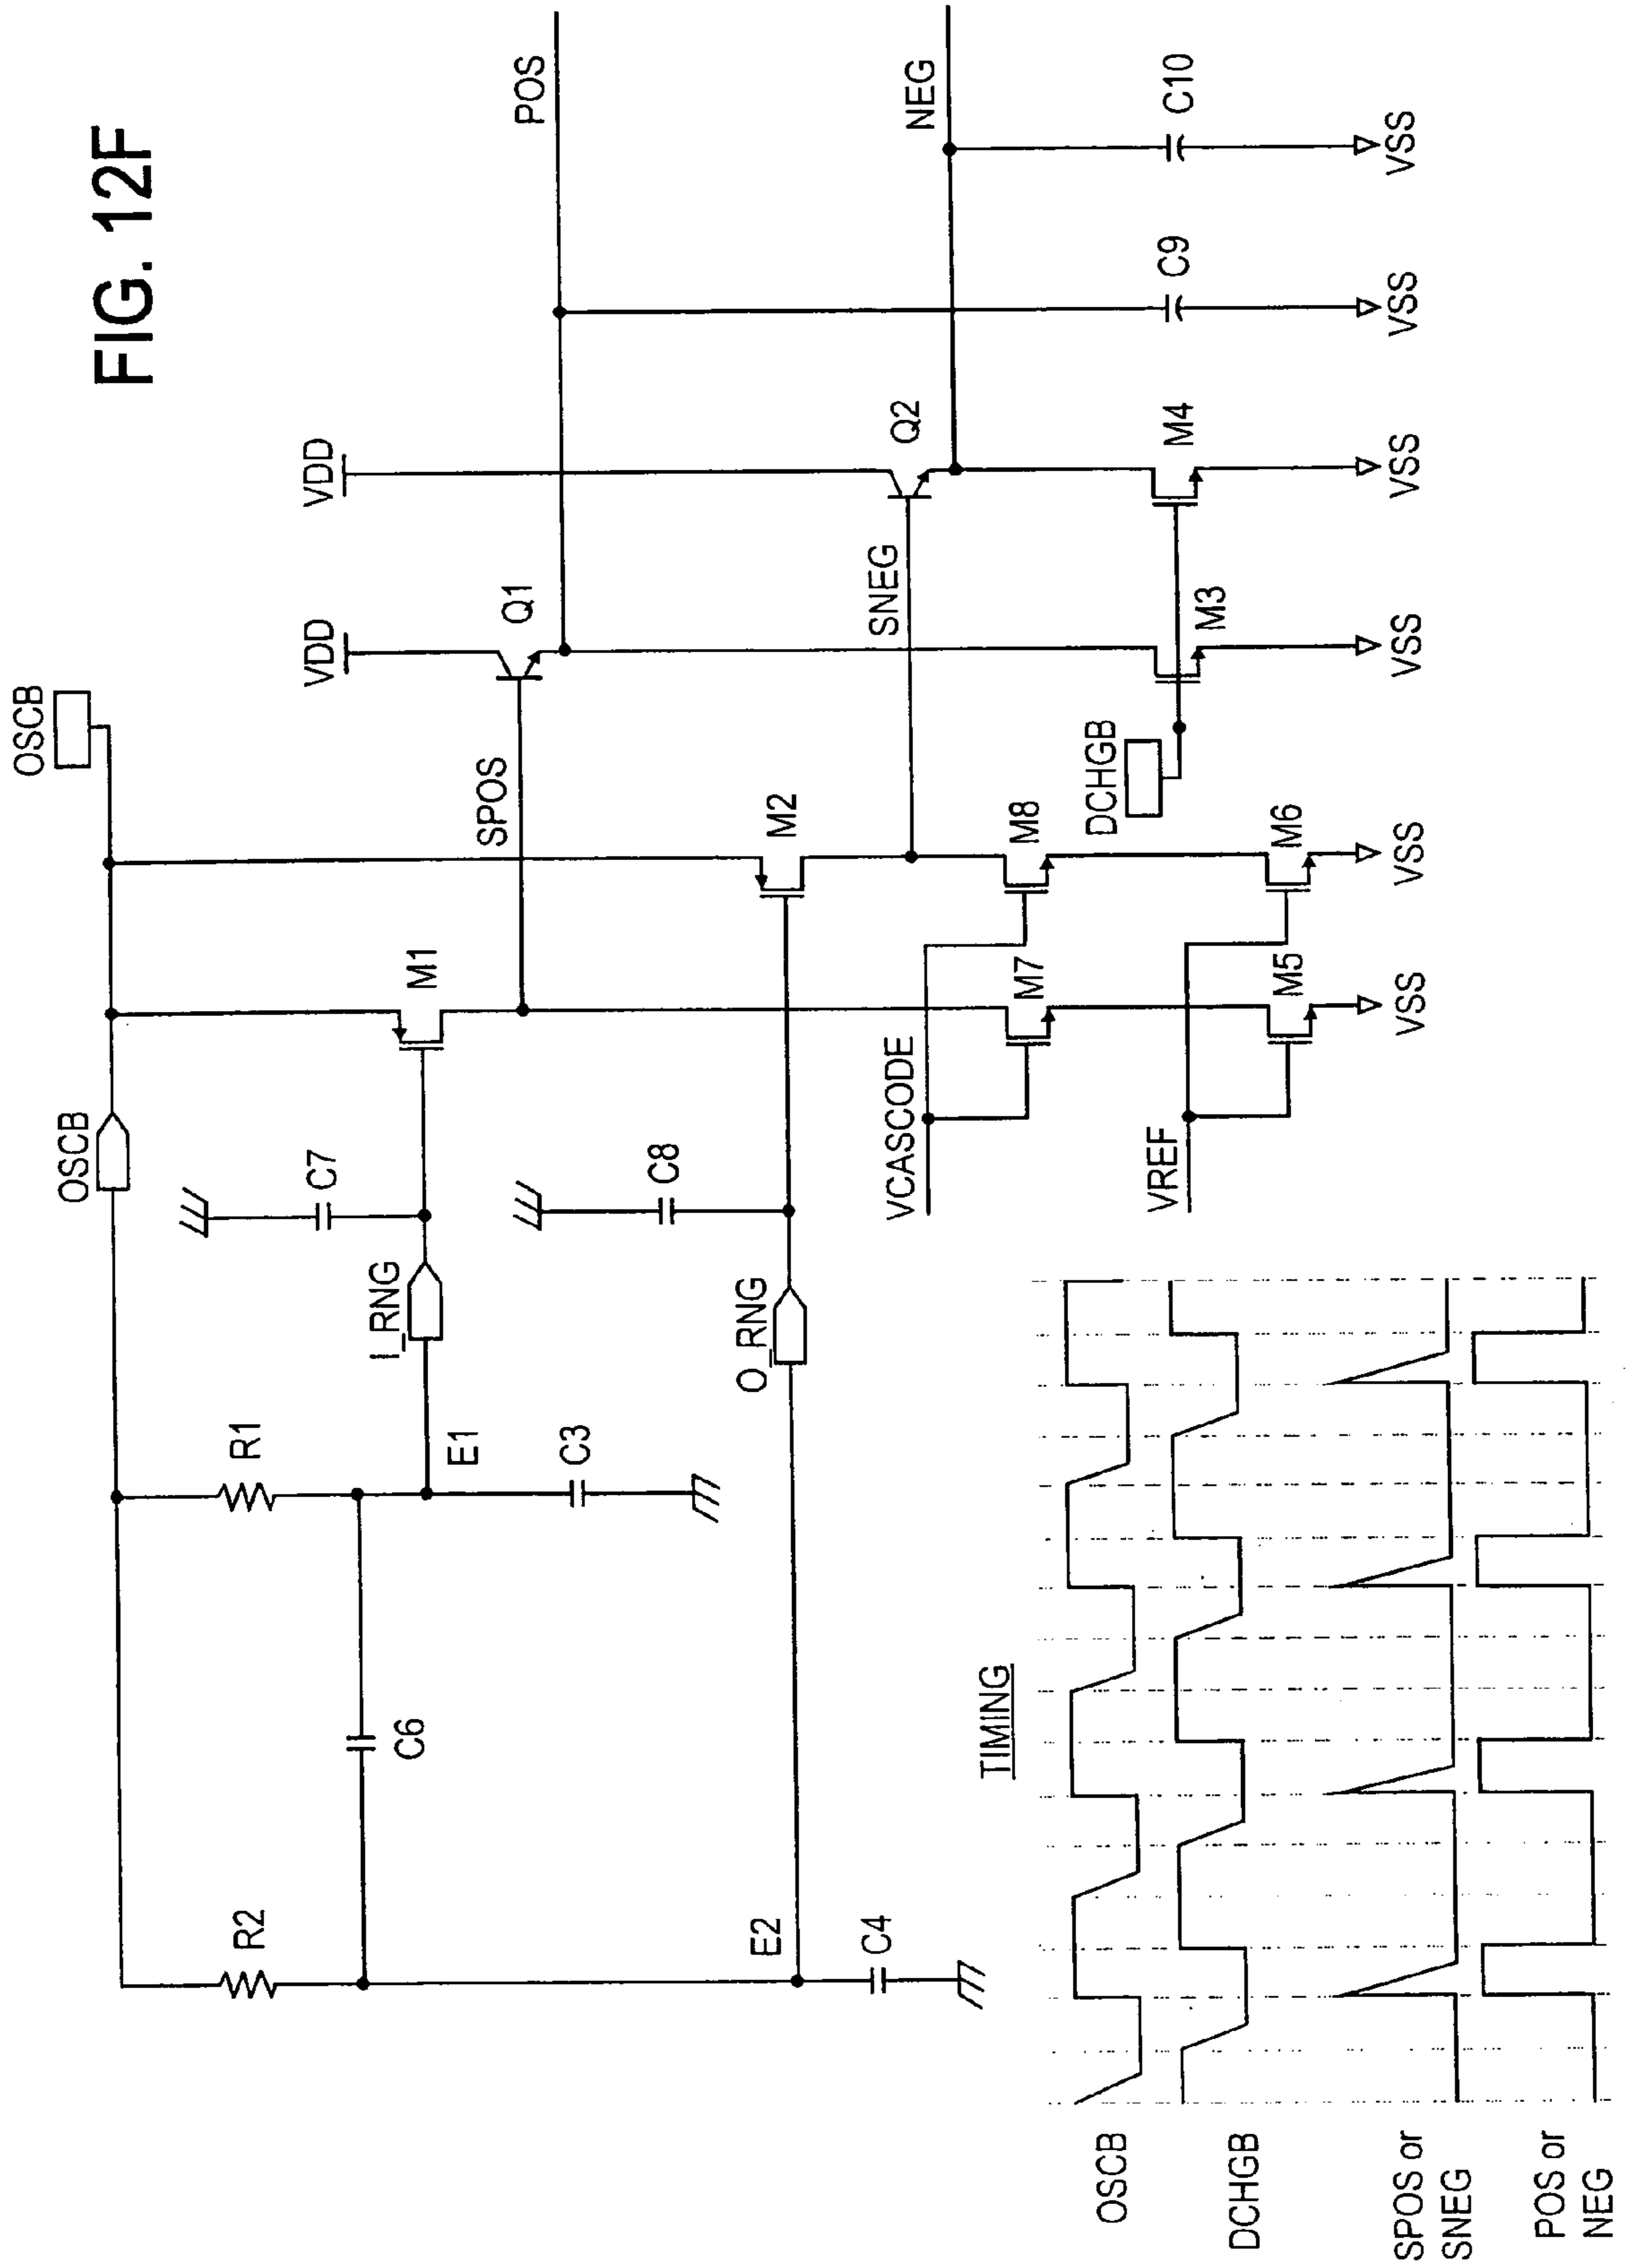 FIG. 12F
OSCB
OSCB
VDD
VDD
POS
NEG
R2
R1
C7
I_RNG
E1
M1
SPOS
Q1
Q2
C6
C3
C8
O_RNG
E2
C4
M2
SNEG
C9
C10
VCASCODE
M7
M8
DCHGB
M3
M4
VREF
M5
M6
VSS
VSS
VSS
VSS
VSS
VSS
TIMING
OSCB
DCHGB
SPOS or
SNEG
POS or
NEG